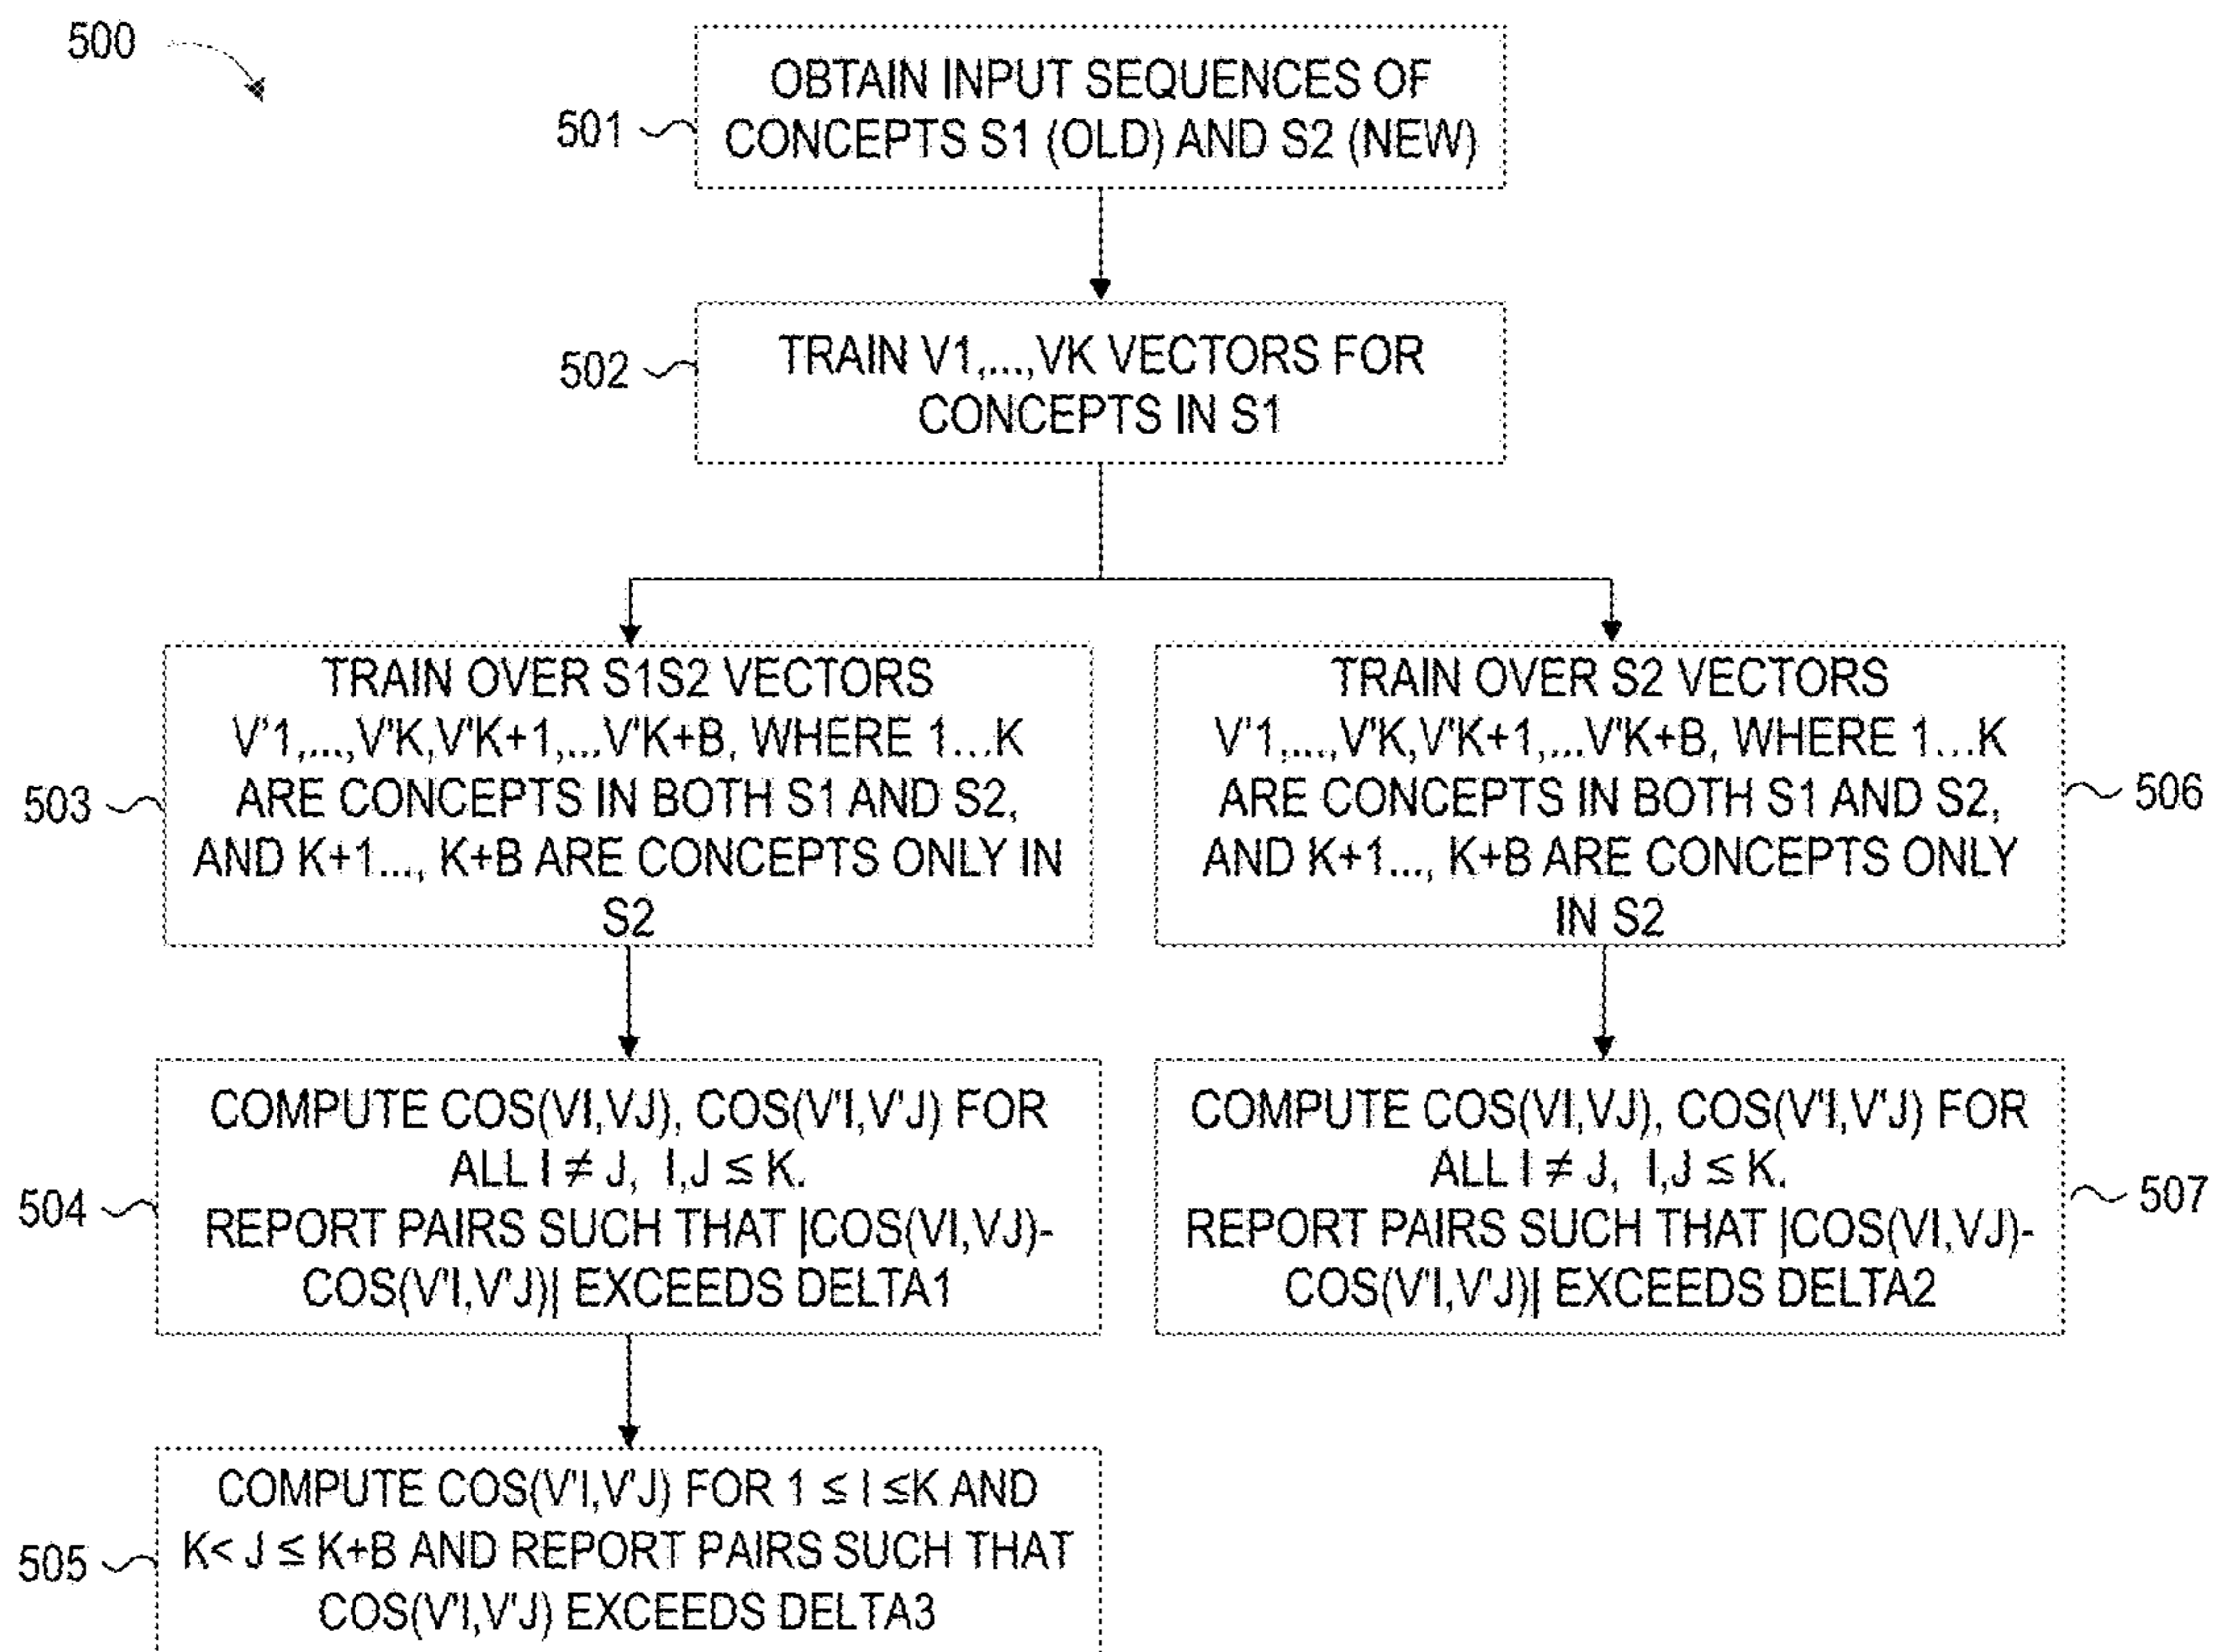 500
OBTAIN INPUT SEQUENCES OF
CONCEPTS S1 (OLD) AND S2 (NEW)
501
TRAIN V1,...,VK VECTORS FOR
CONCEPTS IN S1
502
TRAIN OVER S1S2 VECTORS
V'1,...,V'K,V'K+1,...V'K+B, WHERE 1...K
ARE CONCEPTS IN BOTH S1 AND S2,
AND K+1..., K+B ARE CONCEPTS ONLY IN
S2
503
TRAIN OVER S2 VECTORS
V'1,...,V'K,V'K+1,...V'K+B, WHERE 1...K
ARE CONCEPTS IN BOTH S1 AND S2,
AND K+1..., K+B ARE CONCEPTS ONLY
IN S2
506
COMPUTE COS(VI,VJ), COS(V'I,V'J) FOR
ALL I ≠ J, I,J ≤ K.
REPORT PAIRS SUCH THAT |COS(VI,VJ)-
COS(V'I,V'J)| EXCEEDS DELTA1
504
COMPUTE COS(VI,VJ), COS(V'I,V'J) FOR
ALL I ≠ J, I,J ≤ K.
REPORT PAIRS SUCH THAT |COS(VI,VJ)-
COS(V'I,V'J)| EXCEEDS DELTA2
507
COMPUTE COS(V'I,V'J) FOR 1 ≤ I ≤K AND
K< J ≤ K+B AND REPORT PAIRS SUCH THAT
COS(V'I,V'J) EXCEEDS DELTA3
505